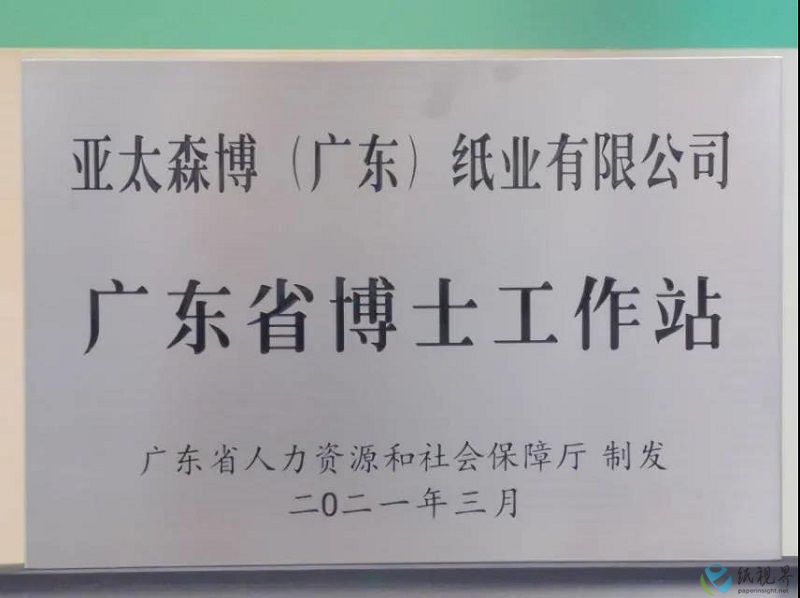 亚太森博（广东）纸业有限公司
广东省博士工作站
广东省人力资源和社会保障厅 制发
二〇二一年三月
纸视界
paperinsight.net